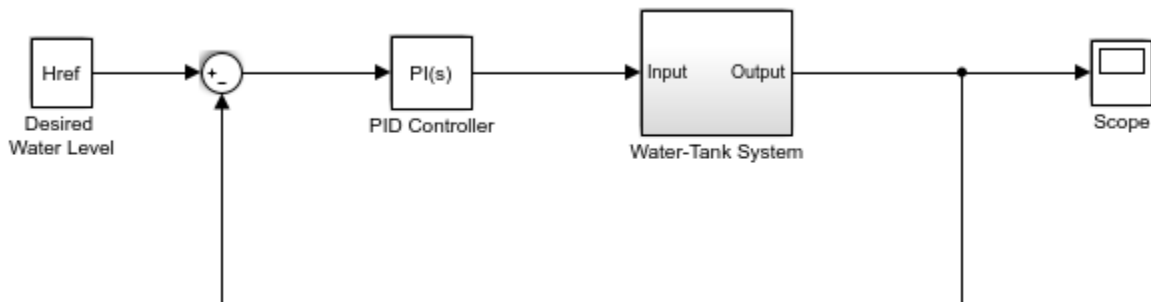 Href
Desired
Water Level
+
-
PI(s)
PID Controller
Input
Output
Water-Tank System
Scope